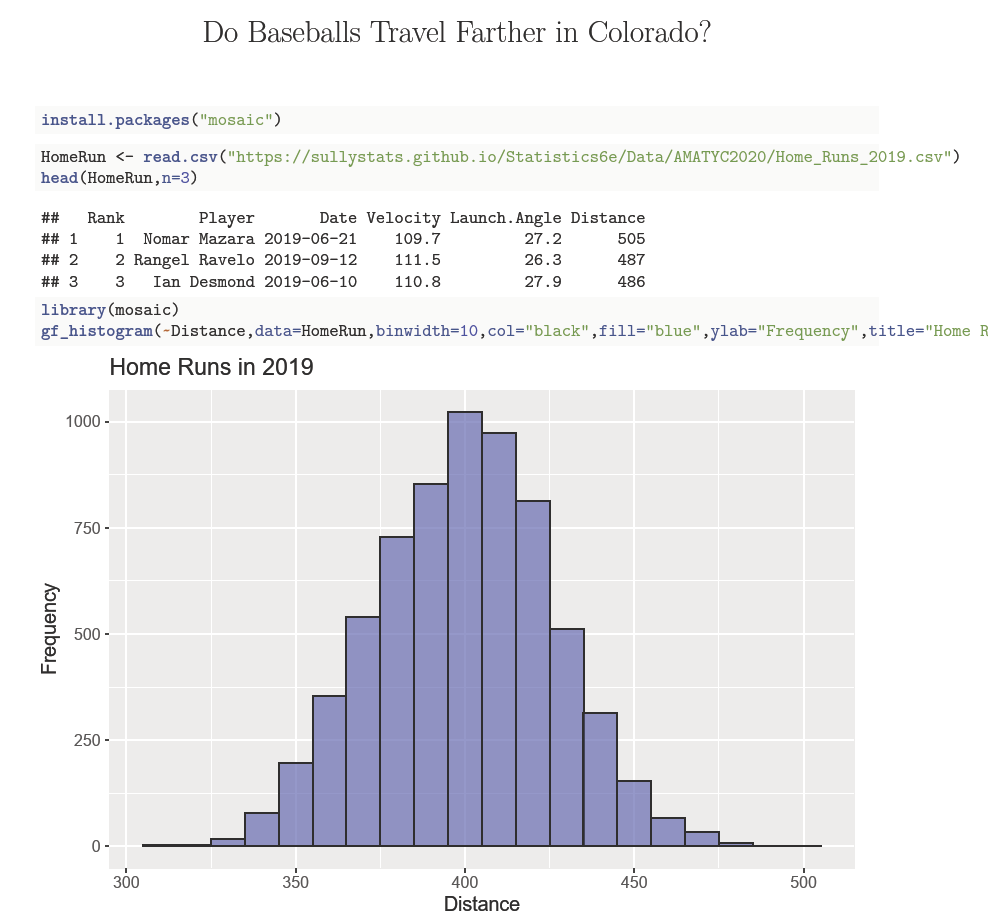 Do Baseballs Travel Farther in Colorado?
install.packages("mosaic")
HomeRun <- read.csv("https://sullystats.github.io/Statistics6e/Data/AMATYC2020/Home_Runs_2019.csv")
head(HomeRun,n=3)
##   Rank        Player       Date Velocity Launch.Angle Distance
## 1    1  Nomar Mazara 2019-06-21    109.7         27.2      505
## 2    2 Rangel Ravelo 2019-09-12    111.5         26.3      487
## 3    3   Ian Desmond 2019-06-10    110.8         27.9      486
library(mosaic)
gf_histogram(~Distance,data=HomeRun,binwidth=10,col="black",fill="blue",ylab="Frequency",title="Home R
Home Runs in 2019
1000
750
500
250
0
Frequency
300 350 400 450 500
Distance